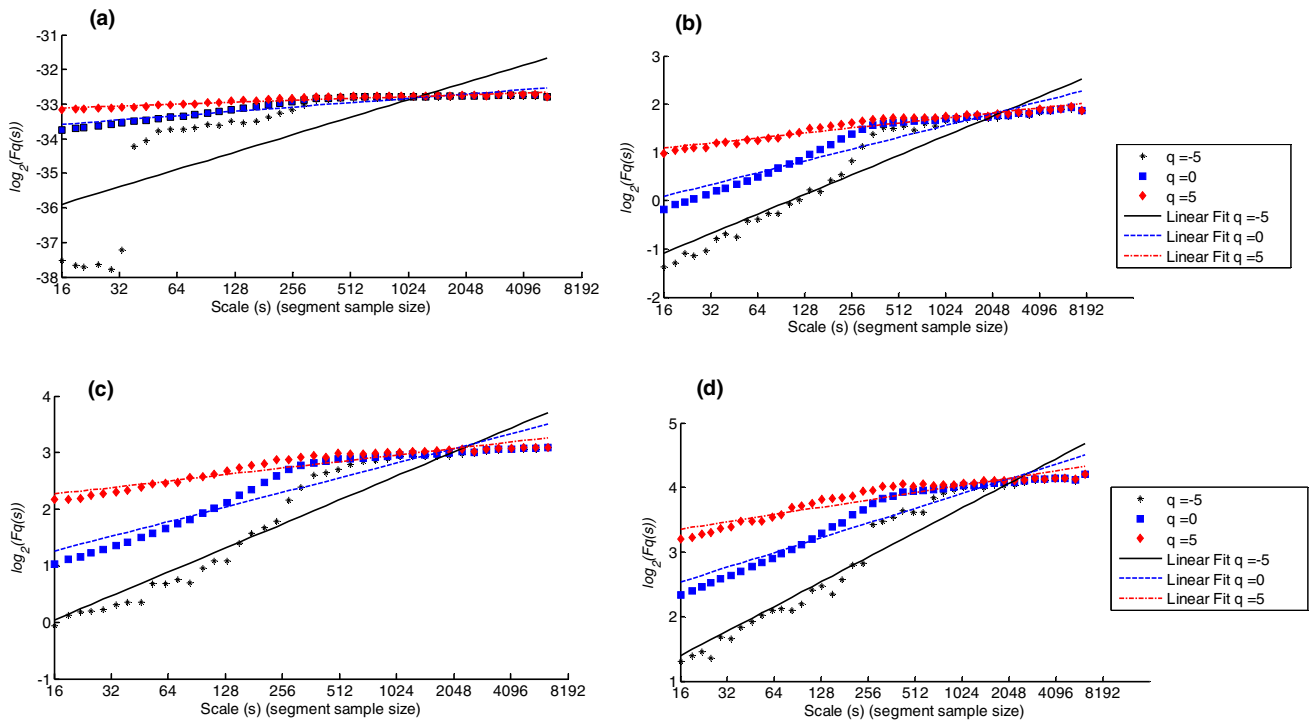 (a)
-31
-32
-33
-34
-35
-36
-37
-38
log2(Fq(s))
16 32 64 128 256 512 1024 2048 4096 8192
Scale (s) (segment sample size)
(b)
3
2
1
0
-1
-2
log2(Fq(s))
16 32 64 128 256 512 1024 2048 4096 8192
Scale (s) (segment sample size)
q =-5
q =0
q =5
Linear Fit q =-5
Linear Fit q =0
Linear Fit q =5
(c)
4
3
2
1
0
-1
log2(Fq(s))
16 32 64 128 256 512 1024 2048 4096 8192
Scale (s) (segment sample size)
(d)
5
4
3
2
1
log2(Fq(s))
16 32 64 128 256 512 1024 2048 4096 8192
Scale (s) (segment sample size)
q =-5
q =0
q =5
Linear Fit q =-5
Linear Fit q =0
Linear Fit q =5